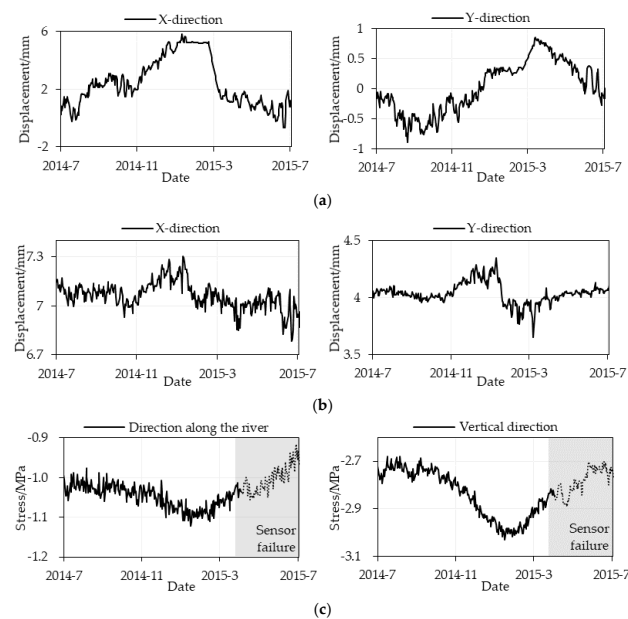 X-direction
Displacement/mm
6
2
-2
2014-7 2014-11 2015-3 2015-7
Date
Y-direction
Displacement/mm
1
0.5
0
-0.5
-1
2014-7 2014-11 2015-3 2015-7
Date
(a)
X-direction
Displacement/mm
7.3
7
6.7
2014-7 2014-11 2015-3 2015-7
Date
Y-direction
Displacement/mm
4.5
4
3.5
2014-7 2014-11 2015-3 2015-7
Date
(b)
Direction along the river
Stress/MPa
-0.9
-1.0
-1.1
-1.2
Sensor
failure
2014-7 2014-11 2015-3 2015-7
Date
Vertical direction
Stress/MPa
-2.7
-2.9
-3.1
Sensor
failure
2014-7 2014-11 2015-3 2015-7
Date
(c)